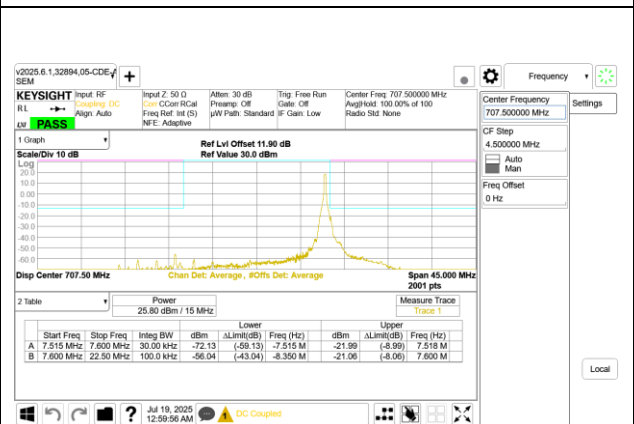 v2025.6.1,32894,05-CDE-
SEM
+
Frequency
KEYSIGHT Input: RF Input Z: 50 Ω Atten: 30 dB Trig: Free Run Center Freq: 707.500000 MHz
RL Coupling: DC Corr CCorr RCal Preamp: Off Gate: Off Avg|Hold: 100.00% of 100
Align: Auto Freq Ref: Int (S) µW Path: Standard IF Gain: Low Radio Std: None
LXI PASS NFE: Adaptive
Center Frequency
707.500000 MHz
Settings
CF Step
4.500000 MHz
Auto
Man
Freq Offset
0 Hz
1 Graph
Ref Lvl Offset 11.90 dB
Scale/Div 10 dB Ref Value 30.0 dBm
Log
20.0
10.0
0.00
-10.0
-20.0
-30.0
-40.0
-50.0
-60.0
Disp Center 707.50 MHz Chan Det: Average, #Offs Det: Average Span 45.000 MHz
2001 pts
2 Table
Power
25.80 dBm / 15 MHz
Measure Trace
Trace 1
Lower Upper
Start Freq Stop Freq Integ BW dBm ΔLimit(dB) Freq (Hz) dBm ΔLimit(dB) Freq (Hz)
A 7.515 MHz 7.600 MHz 30.00 kHz -72.13 (-59.13) -7.515 M -21.99 (-8.99) 7.518 M
B 7.600 MHz 22.50 MHz 100.0 kHz -56.04 (-43.04) -8.350 M -21.06 (-8.06) 7.600 M
Local
? Jul 19, 2025
12:59:56 AM
DC Coupled